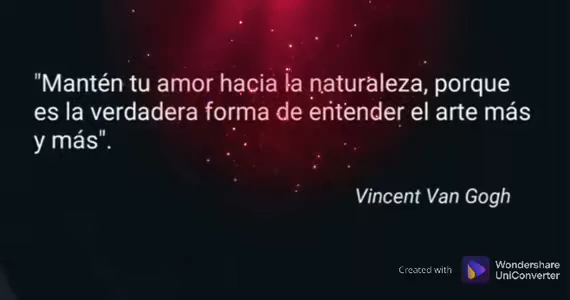 "Mantén tu amor hacia la naturaleza, porque
es la verdadera forma de entender el arte más
y más".
Vincent Van Gogh
Created with
Wondershare
UniConverter